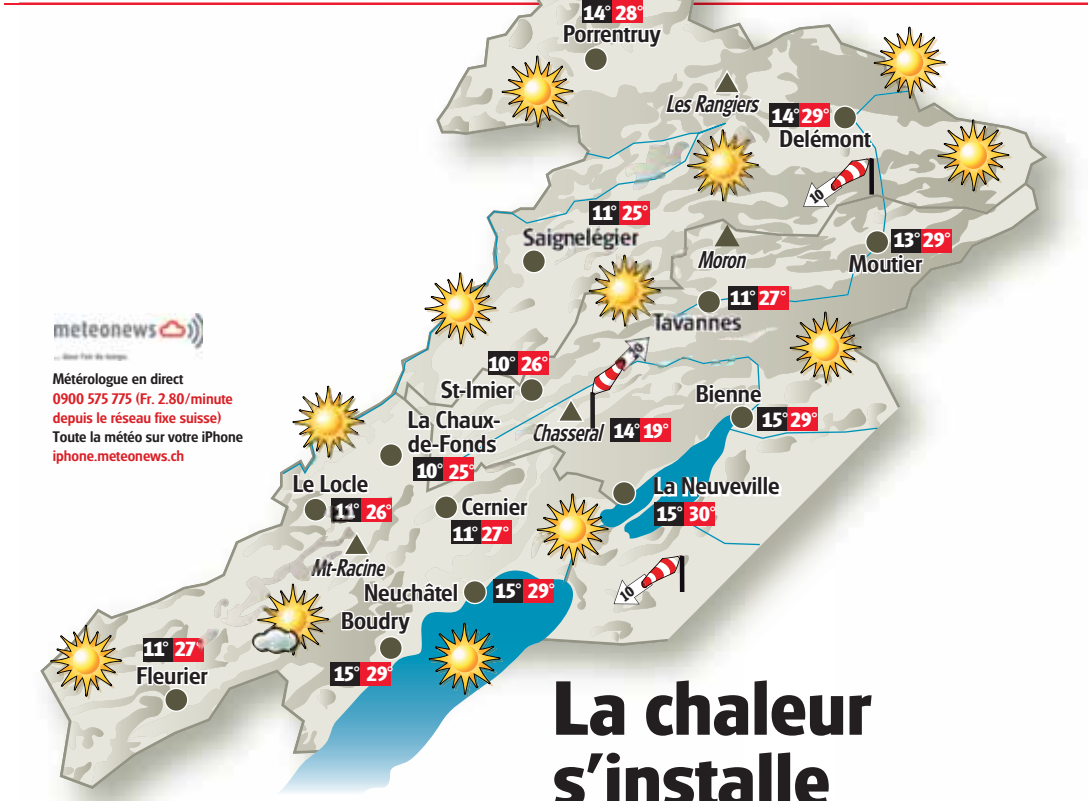 14° 28°
Porrentruy
Les Rangiers
14° 29°
Delémont
10
11° 25°
Saignelégier
Moron
13° 29°
Moutier
11° 27°
Tavannes
meteonews
Météorologue en direct
0900 575 775 (Fr. 2.80/minute
depuis le réseau fixe suisse)
Toute la météo sur votre iPhone
iphone.meteonews.ch
10° 26°
St-Imier
20
Chasseral
14° 19°
Bienne
15° 29°
La Chaux-
de-Fonds
10° 25°
Le Locle
11° 26°
Cernier
11° 27°
La Neuveville
15° 30°
Mt-Racine
Neuchâtel
15° 29°
10
Boudry
15° 29°
11° 27°
Fleurier
La chaleur
s'installe